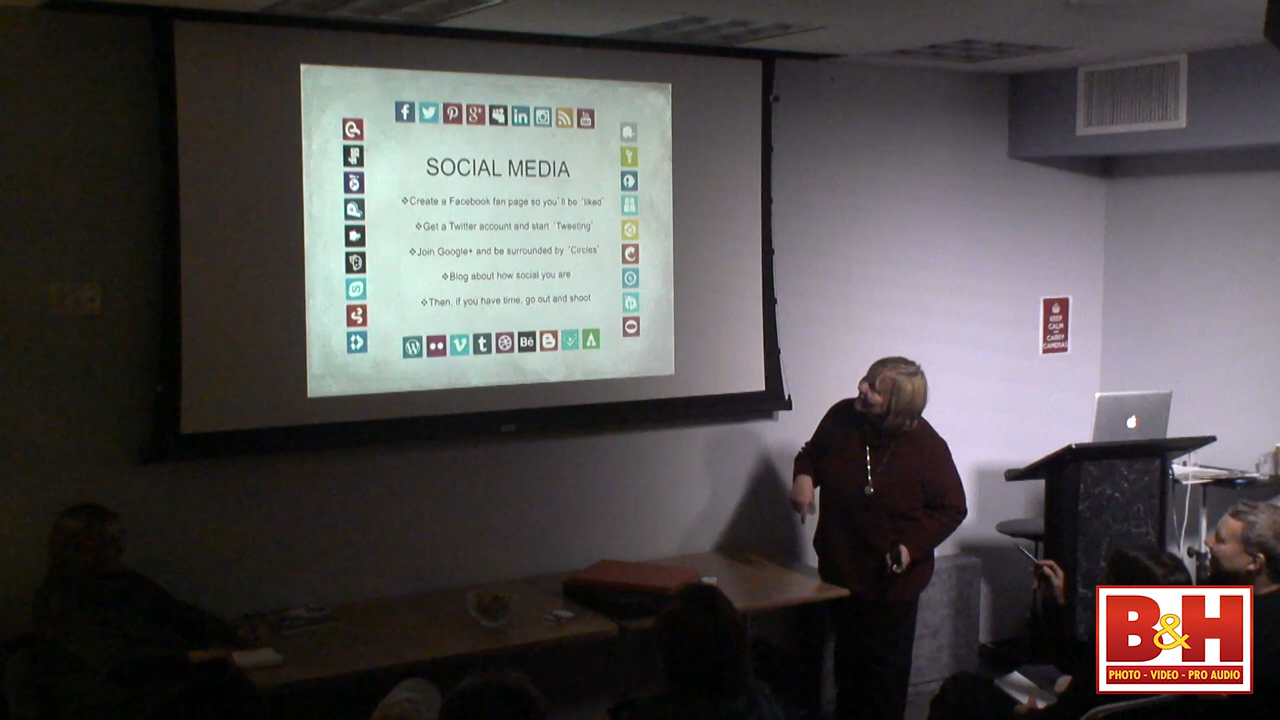 SOCIAL MEDIA
❖Create a Facebook fan page so you'll be 'liked'
❖Get a Twitter account and start 'Tweeting'
❖Join Google+ and be surrounded by 'Circles'
❖Blog about how social you are
❖Then, if you have time, go out and shoot
KEEP
CALM
AND
CARRY
CAMERAS
B&H
PHOTO - VIDEO - PRO AUDIO